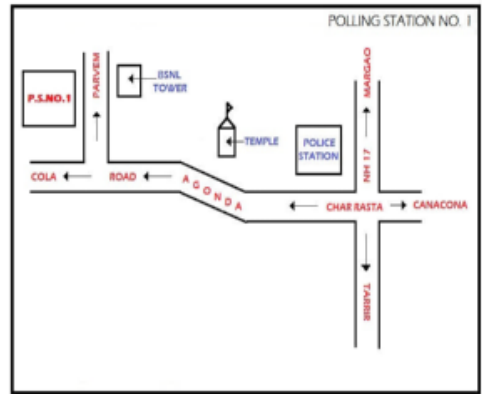 POLLING STATION NO. 1
P.S.NO.1
PARVEM
BSNL
TOWER
TEMPLE
POLICE
STATION
MARGAO
NH 17
COLA
ROAD
AGONDA
CHAR RASTA
CANACONA